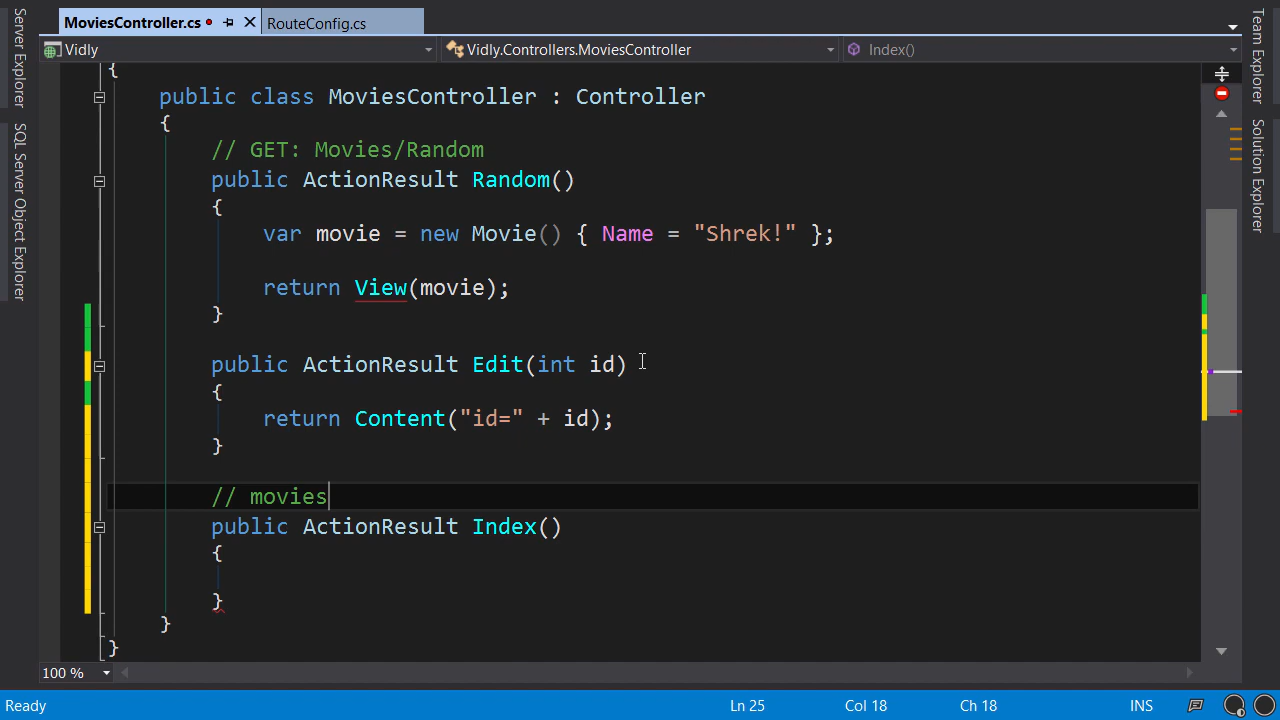 MoviesController.cs
RouteConfig.cs
Vidly
Vidly.Controllers.MoviesController
Index()
Server Explorer
SQL Server Object Explorer
Team Explorer
Solution Explorer
{
public class MoviesController : Controller
{
// GET: Movies/Random
public ActionResult Random()
{
var movie = new Movie() { Name = "Shrek!" };
return View(movie);
}
public ActionResult Edit(int id)
{
return Content("id=" + id);
}
// movies
public ActionResult Index()
{
}
}
}
100 %
Ready
Ln 25
Col 18
Ch 18
INS